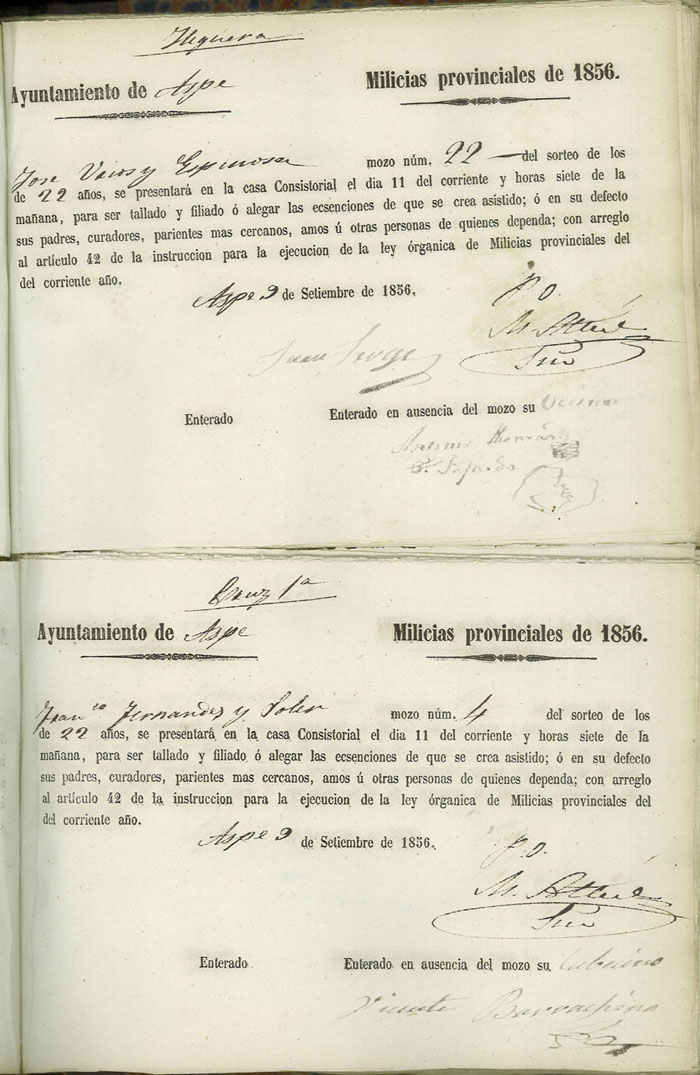 Higuera
Ayuntamiento de Aspe Milicias provinciales de 1856.
Jose y Espinosa mozo núm. 22 del sorteo de los
de 22 años, se presentará en la casa Consistorial el dia 11 del corriente y horas siete de la
mañana, para ser tallado y filiado ó alegar las ecsenciones de que se crea asistido; ó en su defecto
sus padres, curadores, parientes mas cercanos, amos ú otras personas de quienes dependa; con arreglo
al artículo 42 de la instruccion para la ejecucion de la ley órganica de Milicias provinciales del
del corriente año.
Aspe 9 de Setiembre de 1856.
P. O.
Juan
Enterado Enterado en ausencia del mozo su
Cruz 1a
Ayuntamiento de Aspe Milicias provinciales de 1856.
Franco Fernandez y Soler mozo núm. 4 del sorteo de los
de 22 años, se presentará en la casa Consistorial el dia 11 del corriente y horas siete de la
mañana, para ser tallado y filiado ó alegar las ecsenciones de que se crea asistido; ó en su defecto
sus padres, curadores, parientes mas cercanos, amos ú otras personas de quienes dependa; con arreglo
al artículo 42 de la instruccion para la ejecucion de la ley órganica de Milicias provinciales del
del corriente año.
Aspe 9 de Setiembre de 1856.
P. O.
Enterado Enterado en ausencia del mozo su
Vicente Barrachina